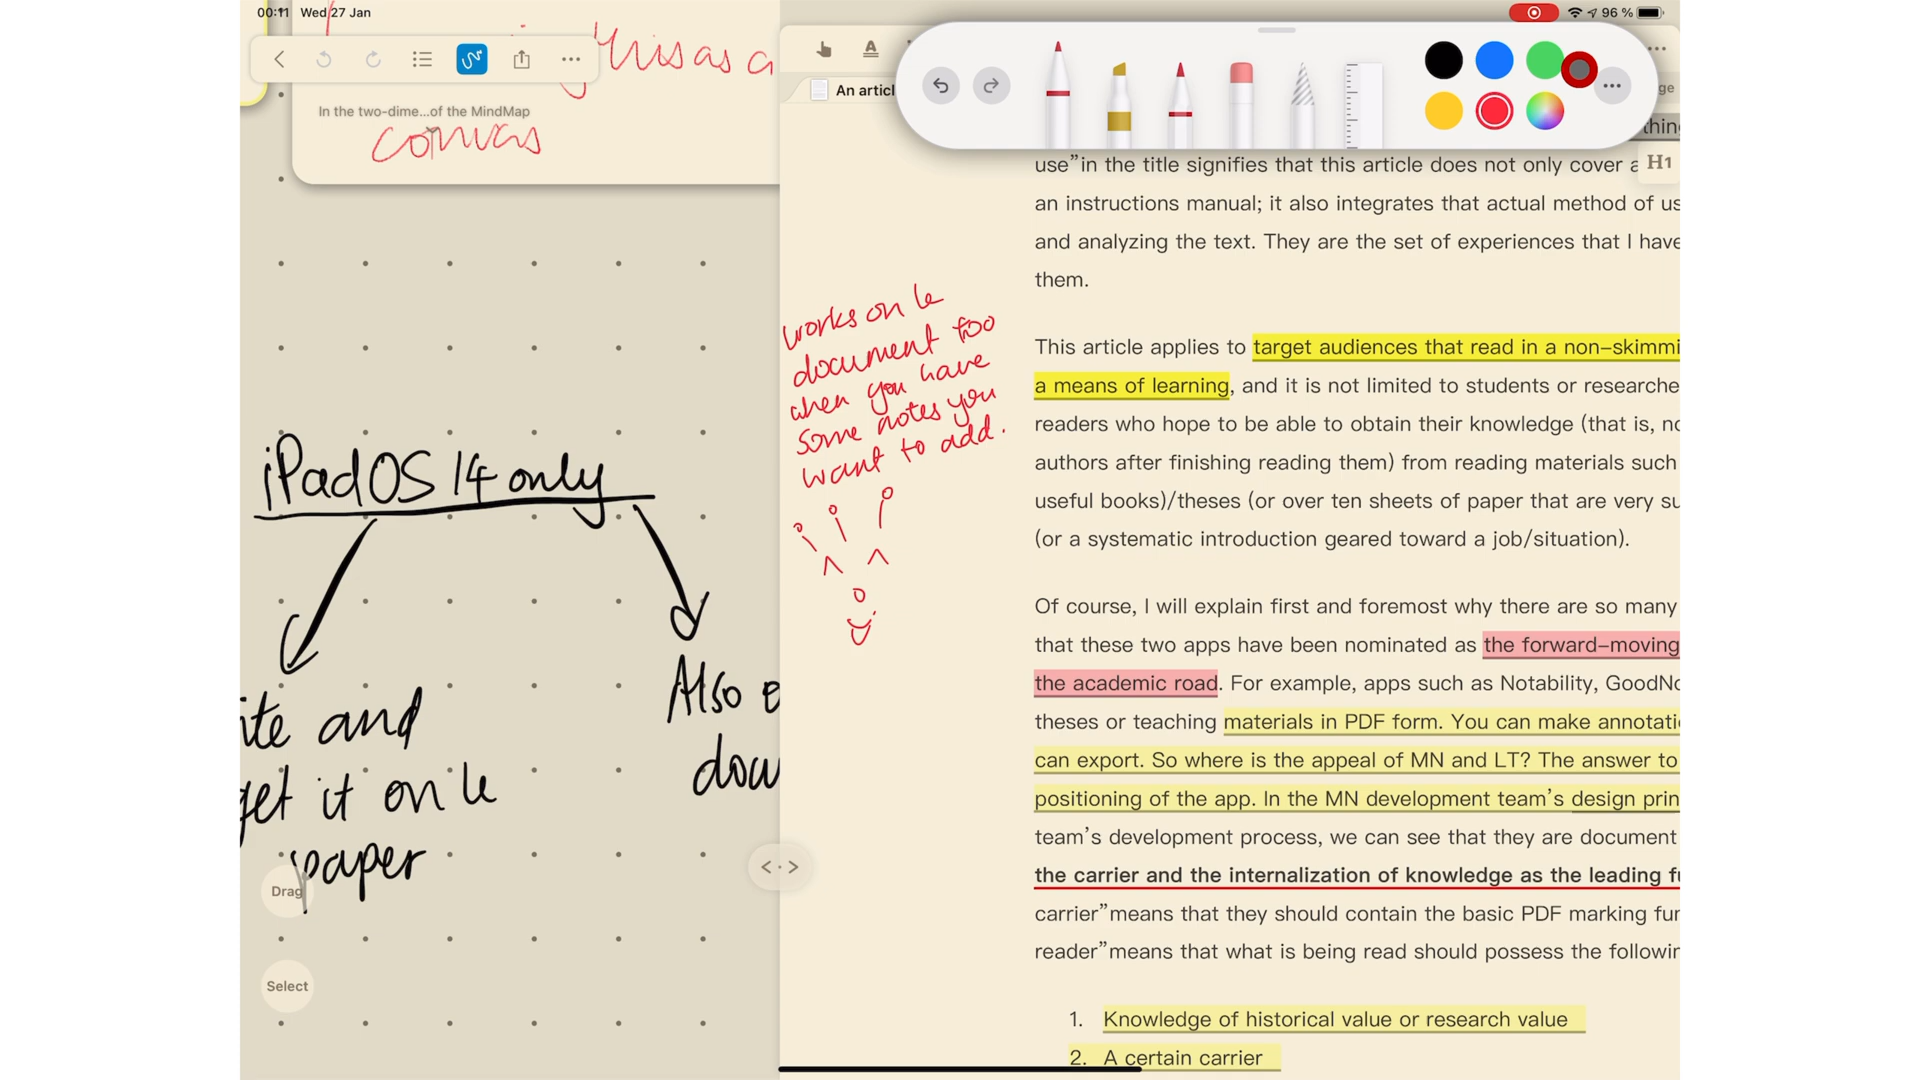 00:11 Wed 27 Jan
96 %
this as a
In the two-dime...of the MindMap
canvas
iPadOS 14 only
ite and
get it on le
paper
Also
dow
Drag
Select
An articl
H1
works on le
document too
when you have
some notes you
want to add.
use”in the title signifies that this article does not only cover a
an instructions manual; it also integrates that actual method of us
and analyzing the text. They are the set of experiences that I have
them.
This article applies to target audiences that read in a non-skimmi
a means of learning, and it is not limited to students or researche
readers who hope to be able to obtain their knowledge (that is, no
authors after finishing reading them) from reading materials such
useful books)/theses (or over ten sheets of paper that are very su
(or a systematic introduction geared toward a job/situation).
Of course, I will explain first and foremost why there are so many
that these two apps have been nominated as the forward-moving
the academic road. For example, apps such as Notability, GoodNo
theses or teaching materials in PDF form. You can make annotati
can export. So where is the appeal of MN and LT? The answer to
positioning of the app. In the MN development team’s design prin
team’s development process, we can see that they are document
the carrier and the internalization of knowledge as the leading fu
carrier”means that they should contain the basic PDF marking fun
reader”means that what is being read should possess the followin
1. Knowledge of historical value or research value
2. A certain carrier